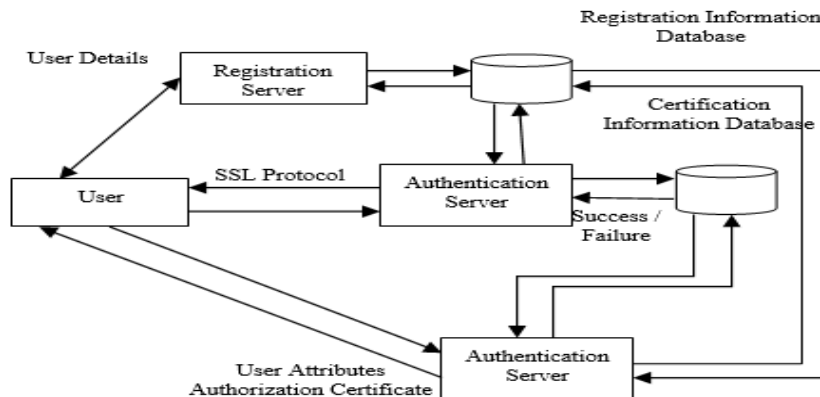 Registration Information
Database
User Details
Registration
Server
Certification
Information Database
SSL Protocol
Authentication
Server
User
Success /
Failure
Authentication
Server
User Attributes
Authorization Certificate